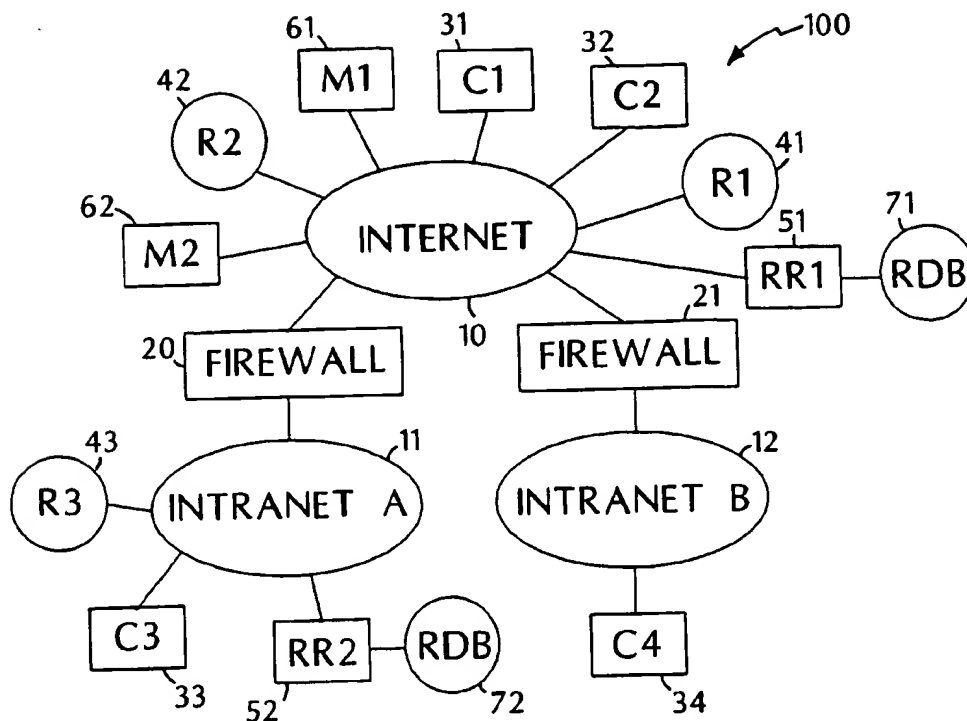 61
31
32
100
M1
C1
C2
42
R2
R1
41
62
M2
INTERNET
51
71
RR1
RDB
10
21
20
FIREWALL
FIREWALL
43
11
12
R3
INTRANET A
INTRANET B
C3
RR2
RDB
C4
33
52
72
34